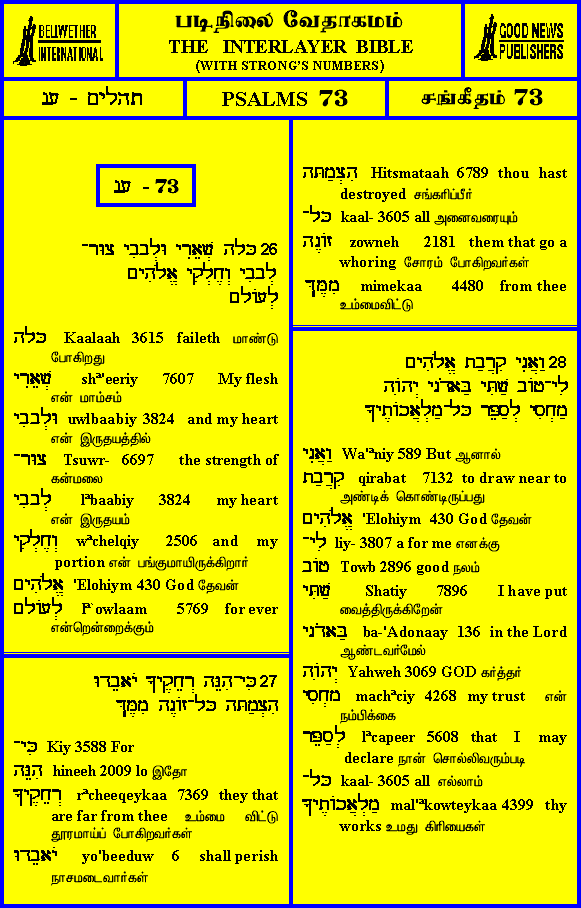 BELLWETHER
INTERNATIONAL
படிநிலை வேதாகமம்
THE INTERLAYER BIBLE
(WITH STRONG'S NUMBERS)
GOOD NEWS
PUBLISHERS
תהלים - עג
PSALMS 73
சங்கீதம் 73
עג - 73
26 כָּלָה שְׁאֵרִי וּלְבָבִי צוּר־
לְבָבִי וְחֶלְקִי אֱלֹהִים
לְעוֹלָם
כָּלָה Kaalaah 3615 faileth மாண்டு
போகிறது
שְׁאֵרִי shª'eeriy 7607 My flesh
என் மாம்சம்
וּלְבָבִי uwlbaabiy 3824 and my heart
என் இருதயத்தில்
צוּר־ Tsuwr- 6697 the strength of
கன்மலை
לְבָבִי lªbaabiy 3824 my heart
என் இருதயம்
וְחֶלְקִי wªchelqiy 2506 and my
portion என் பங்குமாயிருக்கிறார்
אֱלֹהִים 'Elohiym 430 God தேவன்
לְעוֹלָם lª`owlaam 5769 for ever
என்றென்றைக்கும்
27 כִּי־הִנֵּה רְחֵקֶיךָ יֹאבֵדוּ
הִצְמַתָּה כָּל־זוֹנֶה מִמֶּךָּ
כִּי־ Kiy 3588 For
הִנֵּה hineeh 2009 lo இதோ
רְחֵקֶיךָ rªcheeqeykaa 7369 they that
are far from thee உம்மை விட்டு
தூரமாய்ப் போகிறவர்கள்
יֹאבֵדוּ yo'beeduw 6 shall perish
நாசமடைவார்கள்
הִצְמַתָּה Hitsmataah 6789 thou hast
destroyed சங்கரிப்பீர்
כָּל־ kaal- 3605 all அனைவரையும்
זוֹנֶה zowneh 2181 them that go a
whoring சோரம் போகிறவர்கள்
מִמֶּךָּ mimekaa 4480 from thee
உம்மைவிட்டு
28 וַאֲנִי קִרֲבַת אֱלֹהִים
לִי־טוֹב שַׁתִּי בַּאדֹנָי יְהוִֹה
מַחְסִי לְסַפֵּר כָּל־מַלְאֲכוֹתֶיךָ
וַאֲנִי Wa'ªniy 589 But ஆனால்
קִרֲבַת qirabat 7132 to draw near to
அண்டிக் கொண்டிருப்பது
אֱלֹהִים 'Elohiym 430 God தேவன்
לִי־ liy- 3807 a for me எனக்கு
טוֹב Towb 2896 good நலம்
שַׁתִּי Shatiy 7896 I have put
வைத்திருக்கிறேன்
בַּאדֹנָי ba-'Adonaay 136 in the Lord
ஆண்டவர்மேல்
יְהוִֹה Yahweh 3069 GOD கர்த்தர்
מַחְסִי machªciy 4268 my trust என்
நம்பிக்கை
לְסַפֵּר lªcapeer 5608 that I may
declare நான் சொல்லிவரும்படி
כָּל־ kaal- 3605 all எல்லாம்
מַלְאֲכוֹתֶיךָ mal'ªkowteykaa 4399 thy
works உமது கிரியைகள்